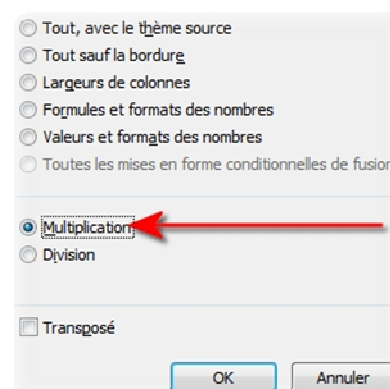 Tout, avec le thème source
Tout sauf la bordure
Largeurs de colonnes
Formules et formats des nombres
Valeurs et formats des nombres
Toutes les mises en forme conditionnelles de fusion
Multiplication
Division
Transposé
OK
Annuler